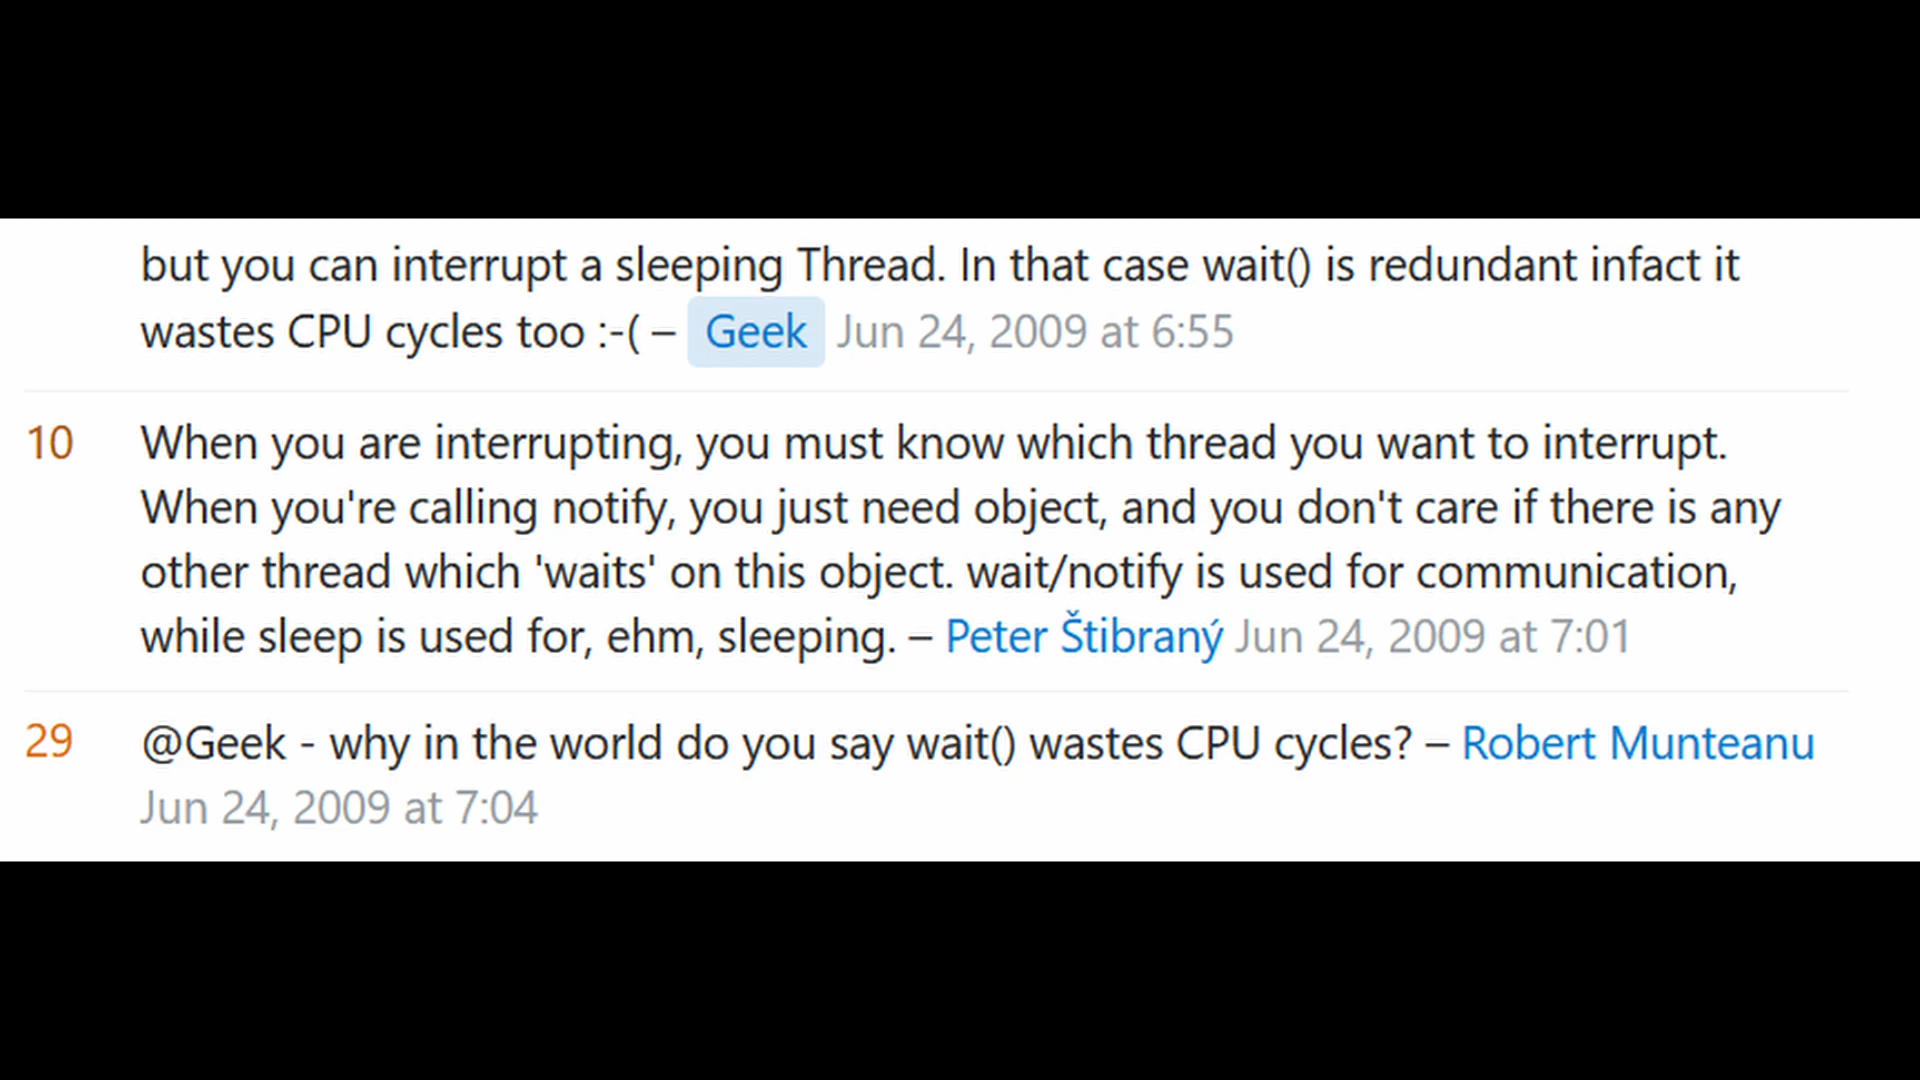 but you can interrupt a sleeping Thread. In that case wait() is redundant infact it
wastes CPU cycles too :-( – Geek Jun 24, 2009 at 6:55
10 When you are interrupting, you must know which thread you want to interrupt.
When you're calling notify, you just need object, and you don't care if there is any
other thread which 'waits' on this object. wait/notify is used for communication,
while sleep is used for, ehm, sleeping. – Peter Štibraný Jun 24, 2009 at 7:01
29 @Geek - why in the world do you say wait() wastes CPU cycles? – Robert Munteanu
Jun 24, 2009 at 7:04